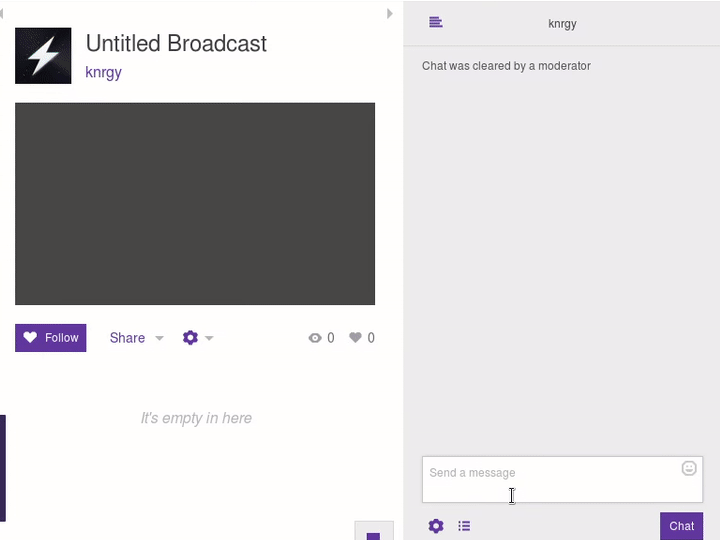 Untitled Broadcast
knrgy
Follow
Share
0
0
It's empty in here
knrgy
Chat was cleared by a moderator
Send a message
Chat